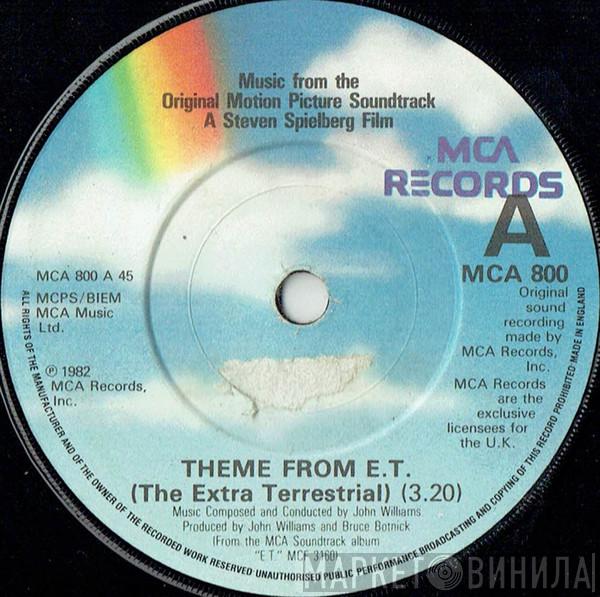 Music from the
Original Motion Picture Soundtrack
A Steven Spielberg Film
MCA
RECORDS
A
MCA 800
MCA 800 A 45
MCPS/BIEM
MCA Music
Ltd.
℗ 1982
MCA Records,
Inc.
Original
sound
recording
made by
MCA Records,
Inc.
MCA Records
are the
exclusive
licensees for
the U.K.
THEME FROM E.T.
(The Extra Terrestrial) (3.20)
Music Composed and Conducted by John Williams
Produced by John Williams and Bruce Botnick
(From the MCA Soundtrack album
"E.T." MCF 3160)
ALL RIGHTS OF THE MANUFACTURER AND OF THE OWNER OF THE RECORDED WORK RESERVED UNAUTHORISED PUBLIC PERFORMANCE BROADCASTING AND COPYING OF THIS RECORD PROHIBITED·MADE IN ENGLAND
МАРКЕТ ВИНИЛА